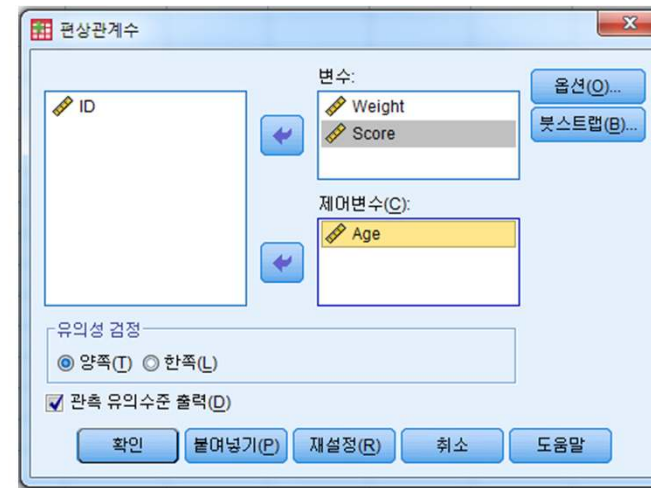 편상관계수
ID
변수:
Weight
Score
옵션(O)...
붓스트랩(B)...
제어변수(C):
Age
유의성 검정
양쪽(T) 한쪽(L)
관측 유의수준 출력(D)
확인 붙여넣기(P) 재설정(R) 취소 도움말